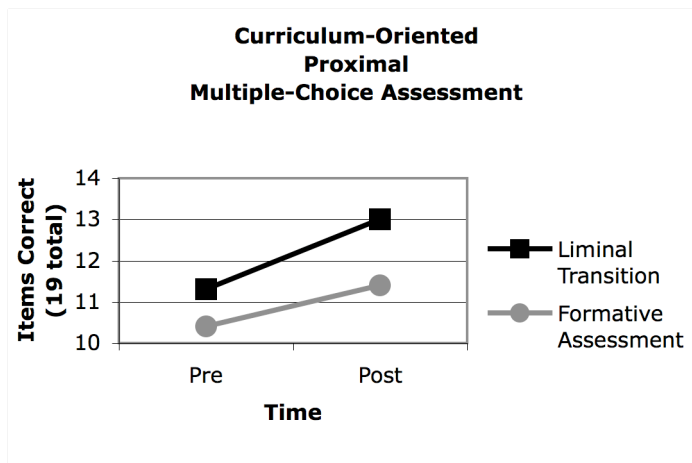 Curriculum-Oriented
Proximal
Multiple-Choice Assessment
Items Correct
(19 total)
14
13
12
11
10
Pre
Post
Time
Liminal
Transition
Formative
Assessment